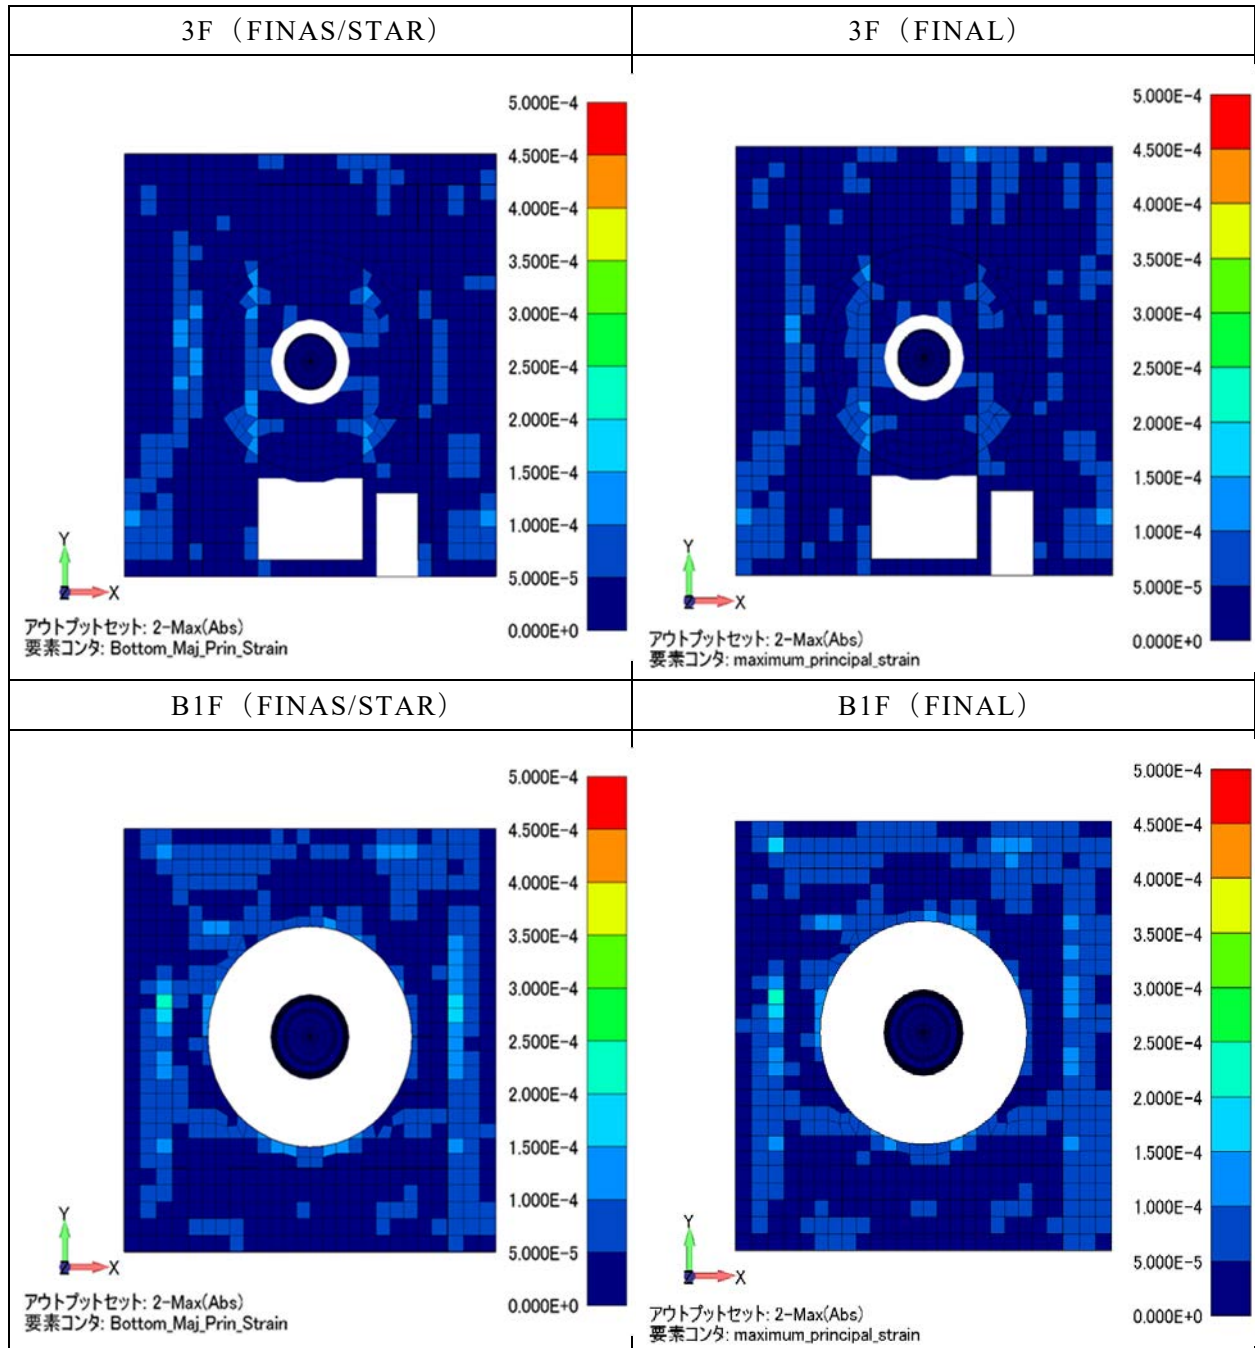 3F（FINAS/STAR）
3F（FINAL）
5.000E-4
4.500E-4
4.000E-4
3.500E-4
3.000E-4
2.500E-4
2.000E-4
1.500E-4
1.000E-4
5.000E-5
0.000E+0
Y
Z
X
アウトプットセット: 2-Max(Abs)
要素コンタ: Bottom_Maj_Prin_Strain
5.000E-4
4.500E-4
4.000E-4
3.500E-4
3.000E-4
2.500E-4
2.000E-4
1.500E-4
1.000E-4
5.000E-5
0.000E+0
Y
Z
X
アウトプットセット: 2-Max(Abs)
要素コンタ: maximum_principal_strain
B1F（FINAS/STAR）
B1F（FINAL）
5.000E-4
4.500E-4
4.000E-4
3.500E-4
3.000E-4
2.500E-4
2.000E-4
1.500E-4
1.000E-4
5.000E-5
0.000E+0
Y
Z
X
アウトプットセット: 2-Max(Abs)
要素コンタ: Bottom_Maj_Prin_Strain
5.000E-4
4.500E-4
4.000E-4
3.500E-4
3.000E-4
2.500E-4
2.000E-4
1.500E-4
1.000E-4
5.000E-5
0.000E+0
Y
Z
X
アウトプットセット: 2-Max(Abs)
要素コンタ: maximum_principal_strain